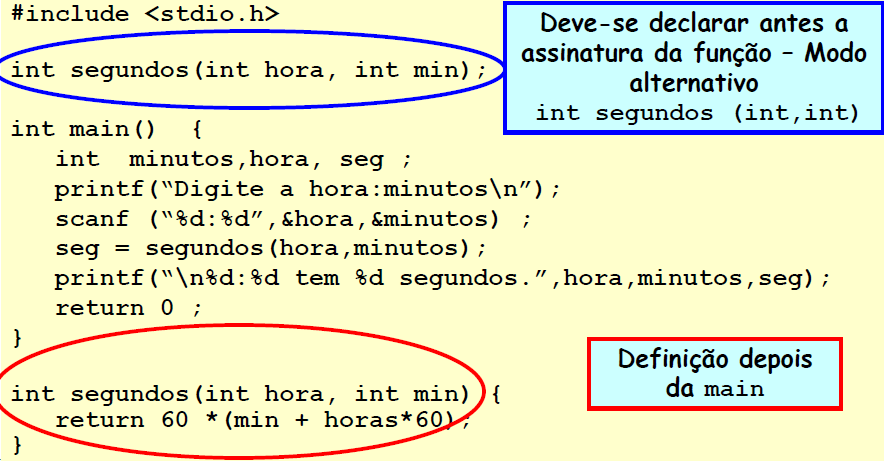 #include <stdio.h>
Deve-se declarar antes a
assinatura da função – Modo
alternativo
int segundos (int,int)
int segundos(int hora, int min);
int main()  {
int  minutos,hora, seg ;
printf(“Digite a hora:minutos\n”);
scanf (“%d:%d”,&hora,&minutos) ;
seg = segundos(hora,minutos);
printf(“\n%d:%d tem %d segundos.”,hora,minutos,seg);
return 0 ;
}
Definição depois
da main
int segundos(int hora, int min) {
return 60 *(min + horas*60);
}